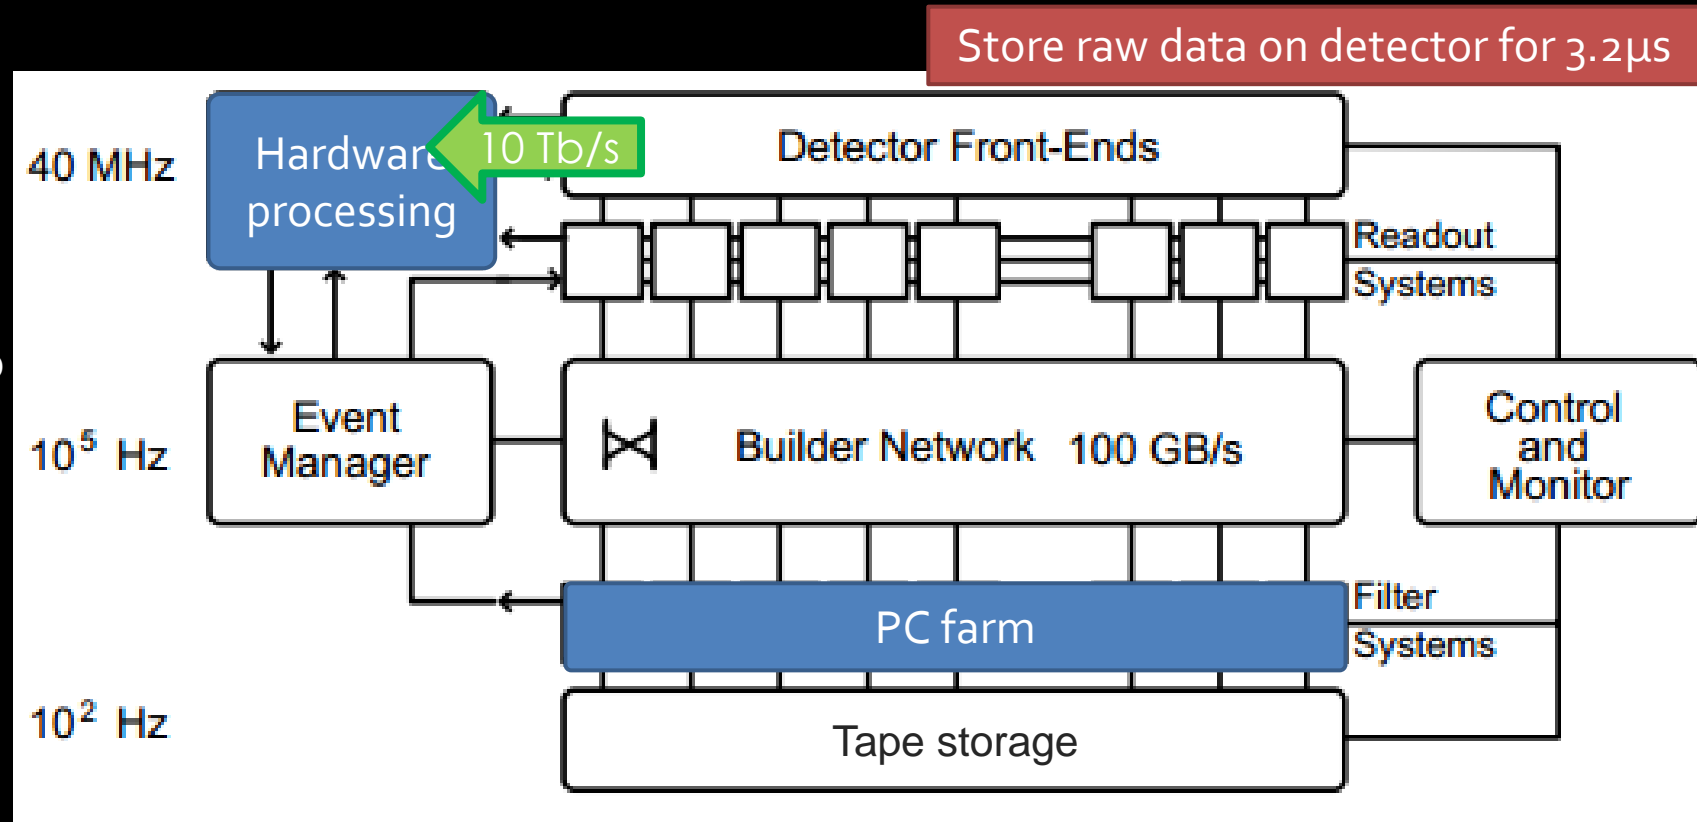 Store raw data on detector for 3.2µs
40 MHz
Hardware
processing
10 Tb/s
Detector Front-Ends
Readout
Systems
10⁵ Hz
Event
Manager
Builder Network 100 GB/s
Control
and
Monitor
PC farm
Filter
Systems
10² Hz
Tape storage